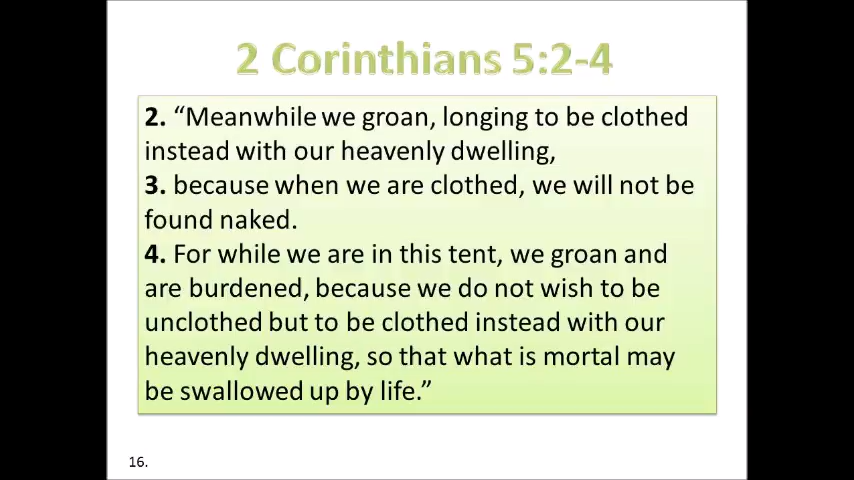 2 Corinthians 5:2-4
2. “Meanwhile we groan, longing to be clothed
instead with our heavenly dwelling,
3. because when we are clothed, we will not be
found naked.
4. For while we are in this tent, we groan and
are burdened, because we do not wish to be
unclothed but to be clothed instead with our
heavenly dwelling, so that what is mortal may
be swallowed up by life.”
16.